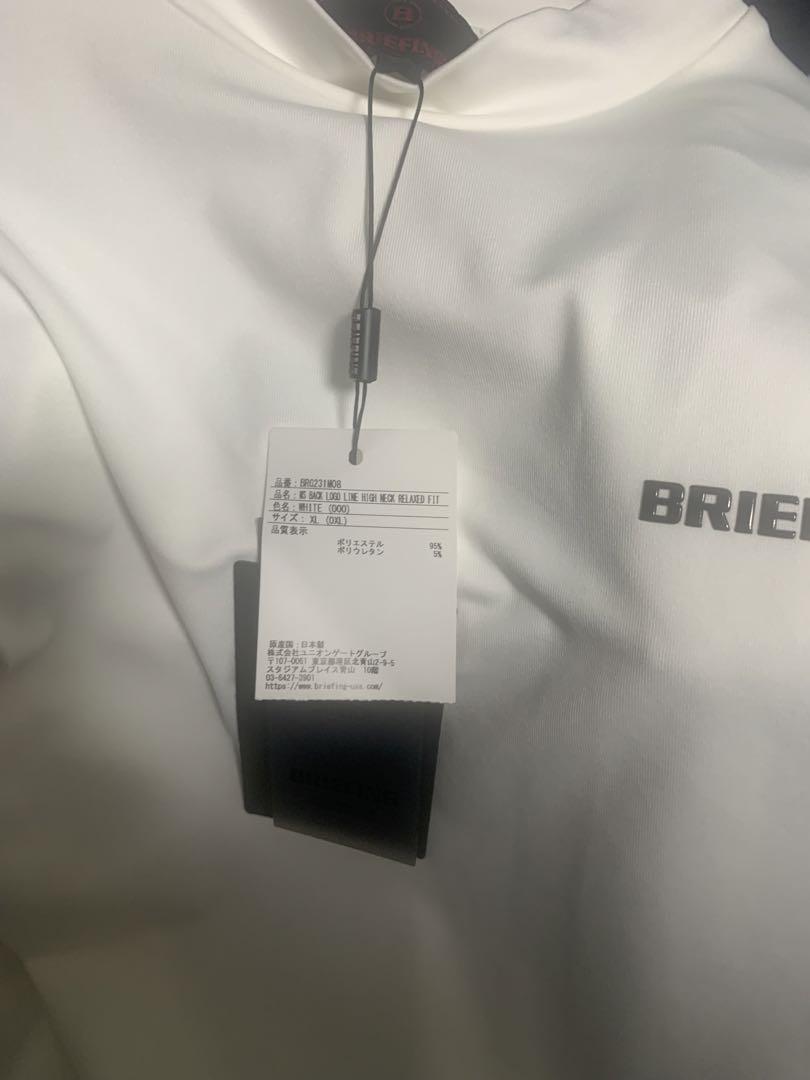 B
BRIEFING
BRIEFING
品番：BRG231M08
品名：MS BACK LOGO LINE HIGH NECK RELAXED FIT
色名：WHITE (000)
サイズ： XL (0XL)
品質表示
ポリエステル 95%
ポリウレタン 5%
原産国：日本製
株式会社ユニオンゲートグループ
〒107-0061 東京都港区北青山2-9-5
スタジアムプレイス青山 10階
03-6427-3901
https://www.briefing-usa.com/
BRIEFING
BRIEF